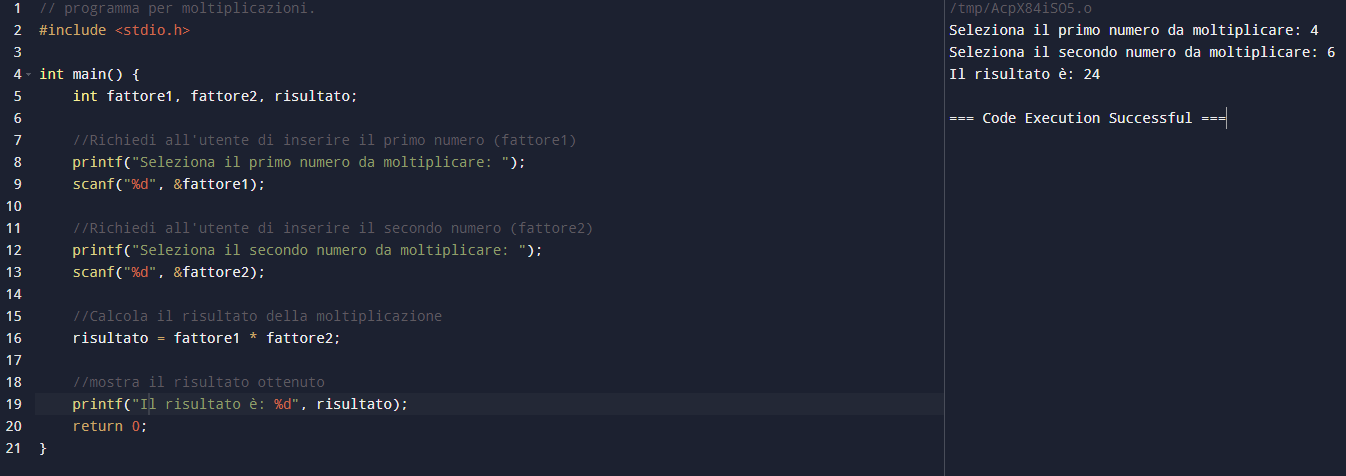 1 // programma per moltiplicazioni.
2 #include <stdio.h>
3
4 int main() {
5     int fattore1, fattore2, risultato;
6
7     //Richiedi all'utente di inserire il primo numero (fattore1)
8     printf("Seleziona il primo numero da moltiplicare: ");
9     scanf("%d", &fattore1);
10
11     //Richiedi all'utente di inserire il secondo numero (fattore2)
12     printf("Seleziona il secondo numero da moltiplicare: ");
13     scanf("%d", &fattore2);
14
15     //Calcola il risultato della moltiplicazione
16     risultato = fattore1 * fattore2;
17
18     //mostra il risultato ottenuto
19     printf("Il risultato è: %d", risultato);
20     return 0;
21 }
/tmp/AcpX84iSO5.o
Seleziona il primo numero da moltiplicare: 4
Seleziona il secondo numero da moltiplicare: 6
Il risultato è: 24
=== Code Execution Successful ===